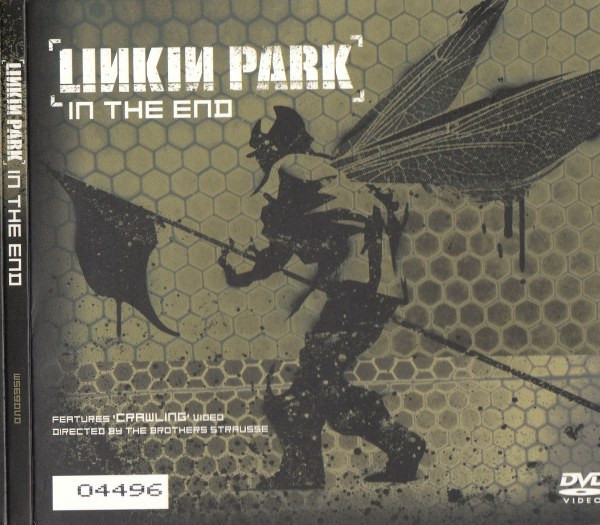 LINKIN PARK
IN THE END
LINKIN PARK IN THE END
W569DVD
FEATURES 'CRAWLING' VIDEO
DIRECTED BY THE BROTHERS STRAUSSE
04496
DVD
VIDEO